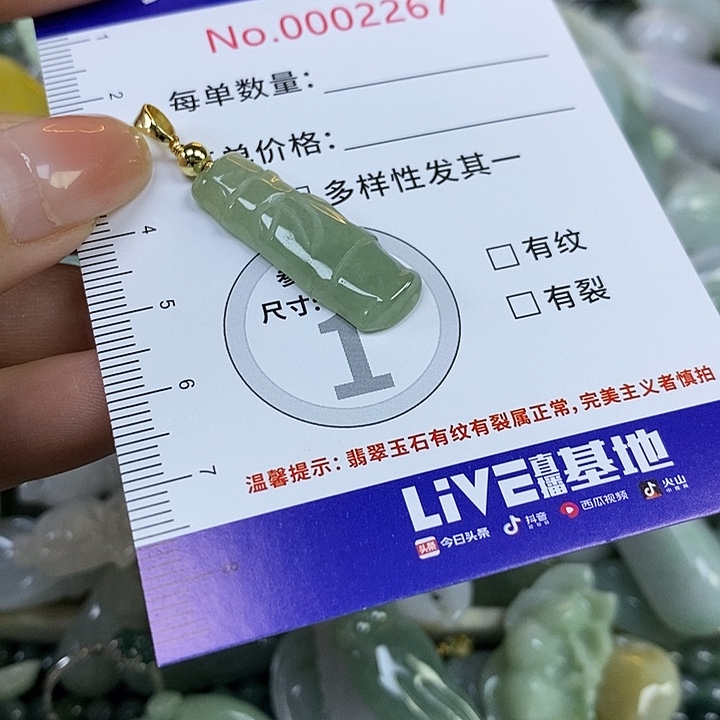 No.0002267
每单数量：
单价格：
多样性发其一
尺寸：
□有纹
□有裂
1
温馨提示：翡翠玉石有纹有裂属正常，完美主义者慎拍
LiVE直播基地
头条 今日头条 抖音 西瓜视频 火山
1
2
4
5
6
7
8